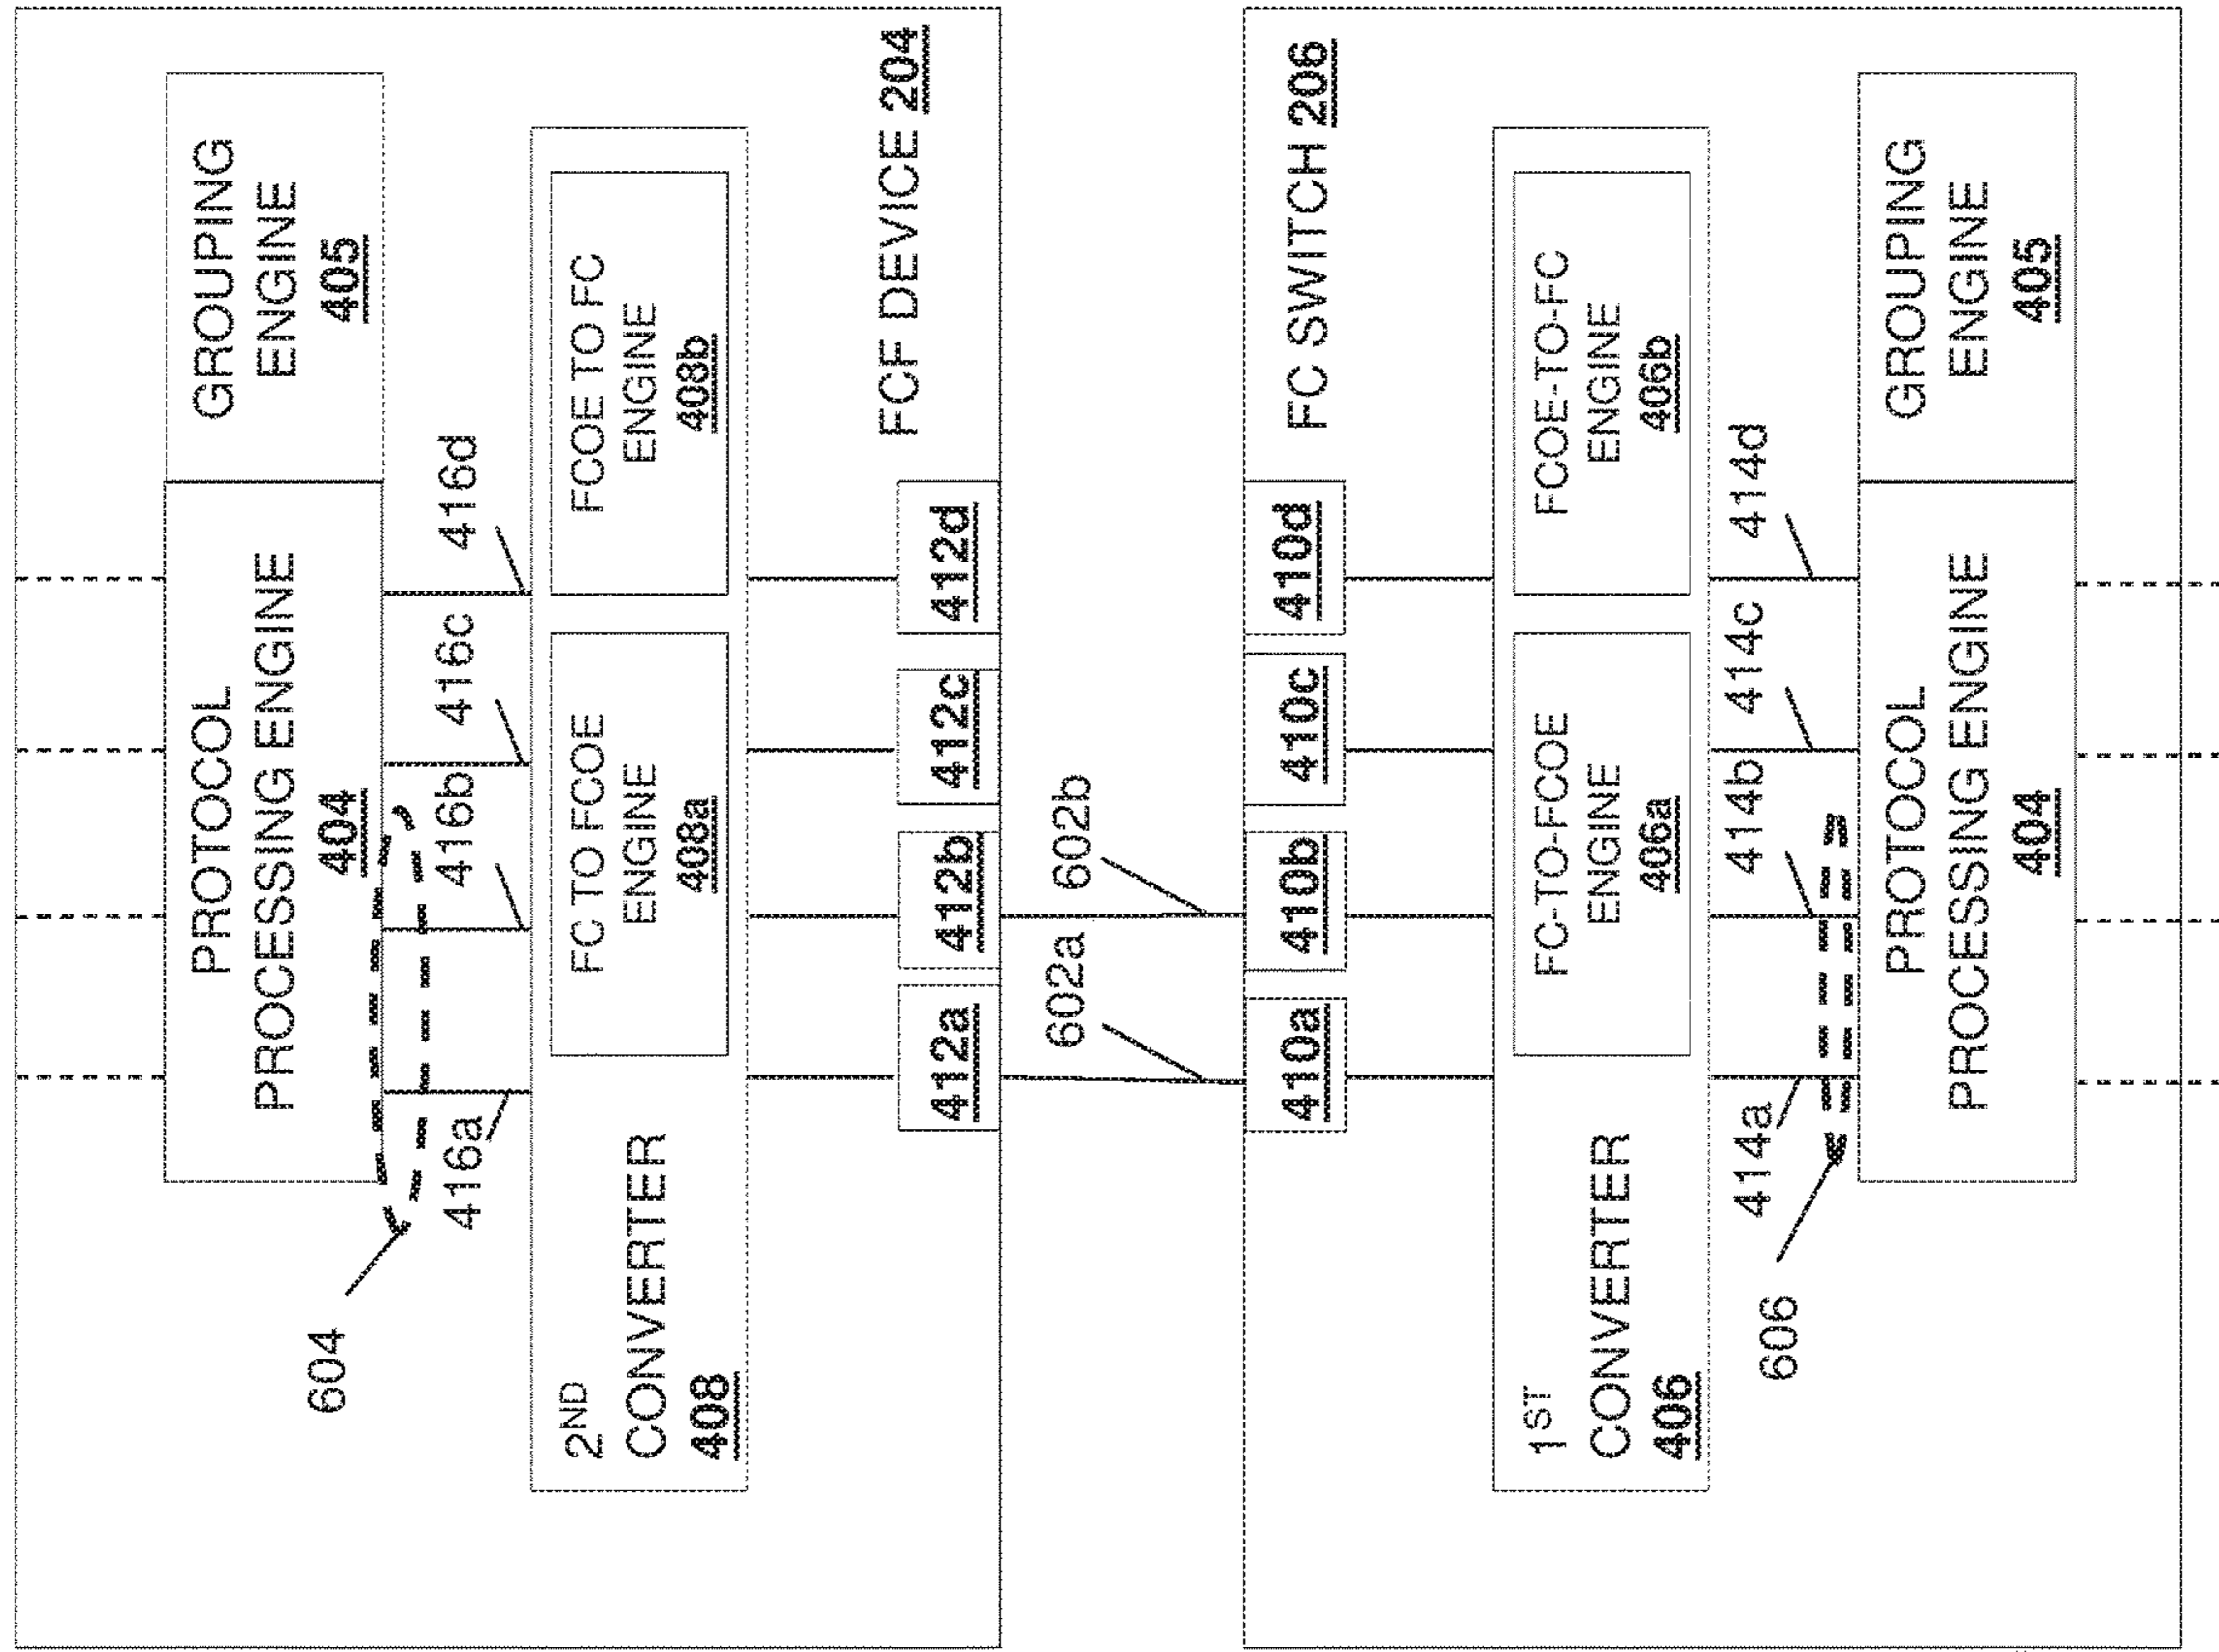 PROTOCOL
PROCESSING ENGINE
404
GROUPING
ENGINE
405
604
416a
416b
416c
416d
2ND
CONVERTER
408
FC TO FCOE
ENGINE
408a
FCOE TO FC
ENGINE
408b
FCF DEVICE 204
412a
412b
412c
412d
602a
602b
410a
410b
410c
410d
FC SWITCH 206
1ST
CONVERTER
406
FC-TO-FCOE
ENGINE
406a
FCOE-TO-FC
ENGINE
406b
606
414a
414b
414c
414d
PROTOCOL
PROCESSING ENGINE
404
GROUPING
ENGINE
405